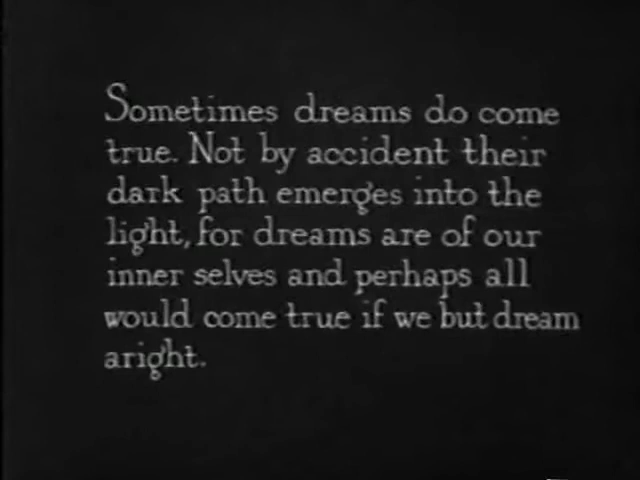 Sometimes dreams do come
true. Not by accident their
dark path emerges into the
light, for dreams are of our
inner selves and perhaps all
would come true if we but dream
aright.